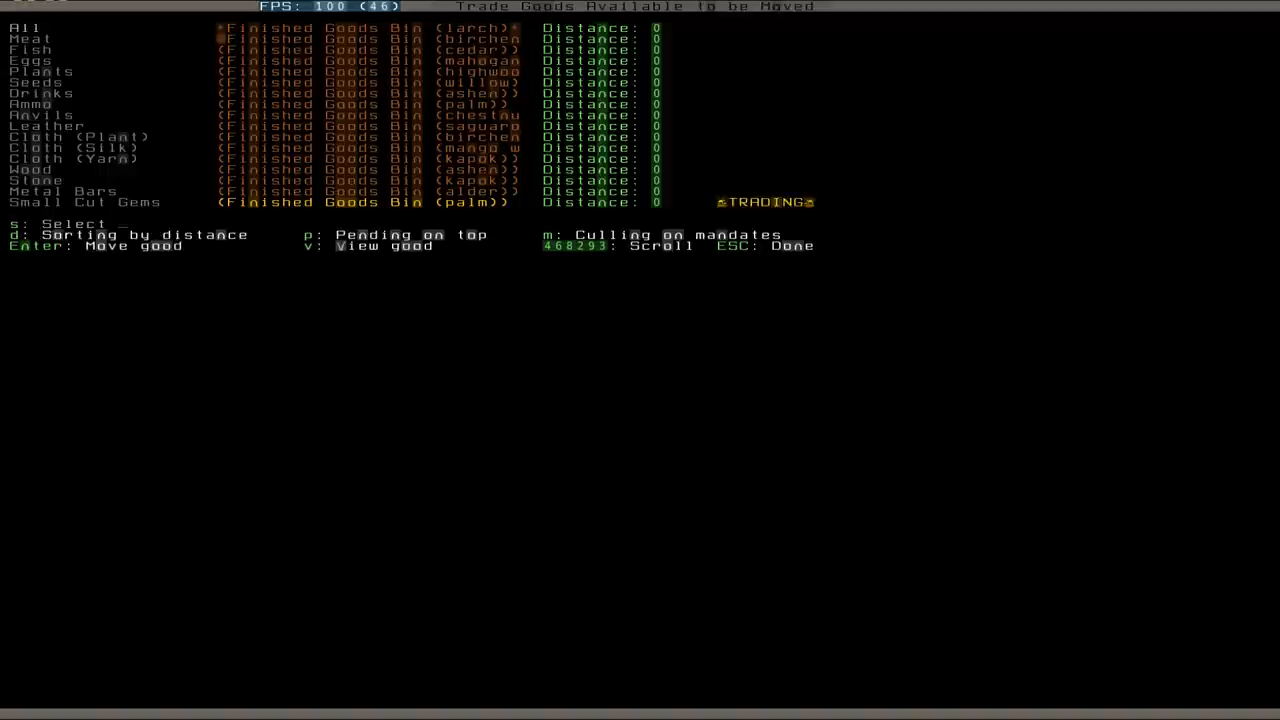 FPS: 100 (46) Trade Goods Available to be Moved
All *Finished Goods Bin (larch)* Distance: 0
Meat (Finished Goods Bin (birchen Distance: 0
Fish (Finished Goods Bin (cedar)) Distance: 0
Eggs (Finished Goods Bin (mahogan Distance: 0
Plants (Finished Goods Bin (highwoo Distance: 0
Seeds (Finished Goods Bin (willow) Distance: 0
Drinks (Finished Goods Bin (ashen)) Distance: 0
Ammo (Finished Goods Bin (palm)) Distance: 0
Anvils (Finished Goods Bin (chestnu Distance: 0
Leather (Finished Goods Bin (saguaro Distance: 0
Cloth (Plant) (Finished Goods Bin (birchen Distance: 0
Cloth (Silk) (Finished Goods Bin (mango w Distance: 0
Cloth (Yarn) (Finished Goods Bin (kapok)) Distance: 0
Wood (Finished Goods Bin (ashen)) Distance: 0
Stone (Finished Goods Bin (kapok)) Distance: 0
Metal Bars (Finished Goods Bin (alder)) Distance: 0
Small Cut Gems (Finished Goods Bin (palm)) Distance: 0 TRADING
s: Select _
d: Sorting by distance p: Pending on top m: Culling on mandates
Enter: Move good v: View good 468293: Scroll ESC: Done